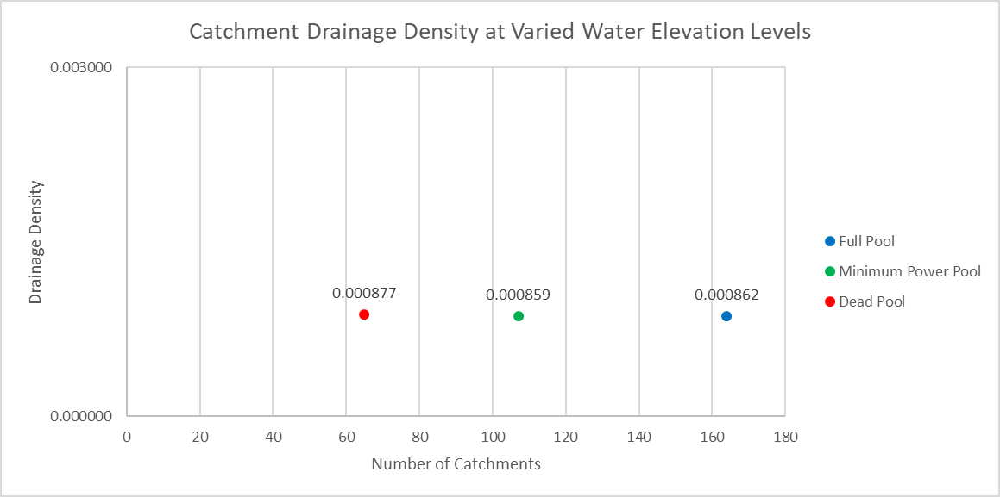 Catchment Drainage Density at Varied Water Elevation Levels
0.003000
Drainage Density
0.000877
0.000859
0.000862
0.000000
0 20 40 60 80 100 120 140 160 180
Number of Catchments
Full Pool
Minimum Power Pool
Dead Pool